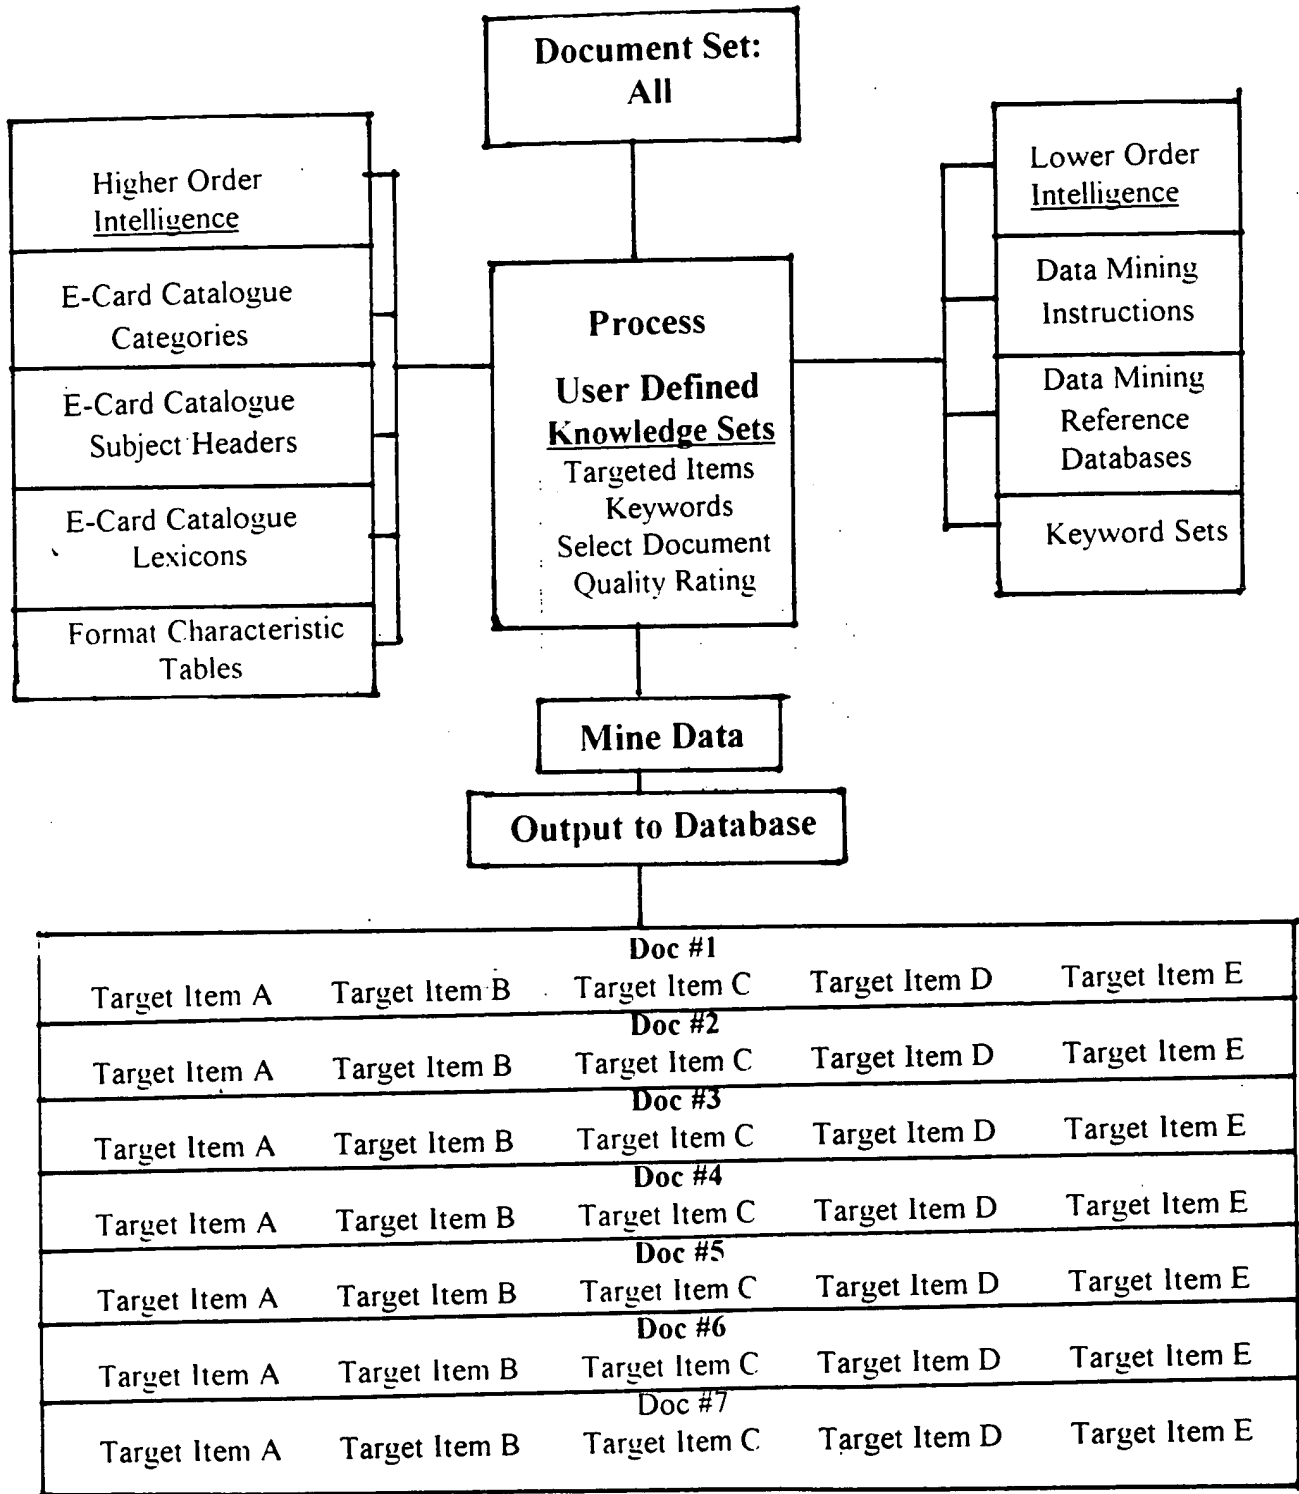 Document Set:
All
Higher Order
Intelligence
E-Card Catalogue
Categories
E-Card Catalogue
Subject Headers
E-Card Catalogue
Lexicons
Format Characteristic
Tables
Process
User Defined
Knowledge Sets
Targeted Items
Keywords
Select Document
Quality Rating
Lower Order
Intelligence
Data Mining
Instructions
Data Mining
Reference
Databases
Keyword Sets
Mine Data
Output to Database
Doc #1
Target Item A Target Item B Target Item C Target Item D Target Item E
Doc #2
Target Item A Target Item B Target Item C Target Item D Target Item E
Doc #3
Target Item A Target Item B Target Item C Target Item D Target Item E
Doc #4
Target Item A Target Item B Target Item C Target Item D Target Item E
Doc #5
Target Item A Target Item B Target Item C Target Item D Target Item E
Doc #6
Target Item A Target Item B Target Item C Target Item D Target Item E
Doc #7
Target Item A Target Item B Target Item C Target Item D Target Item E